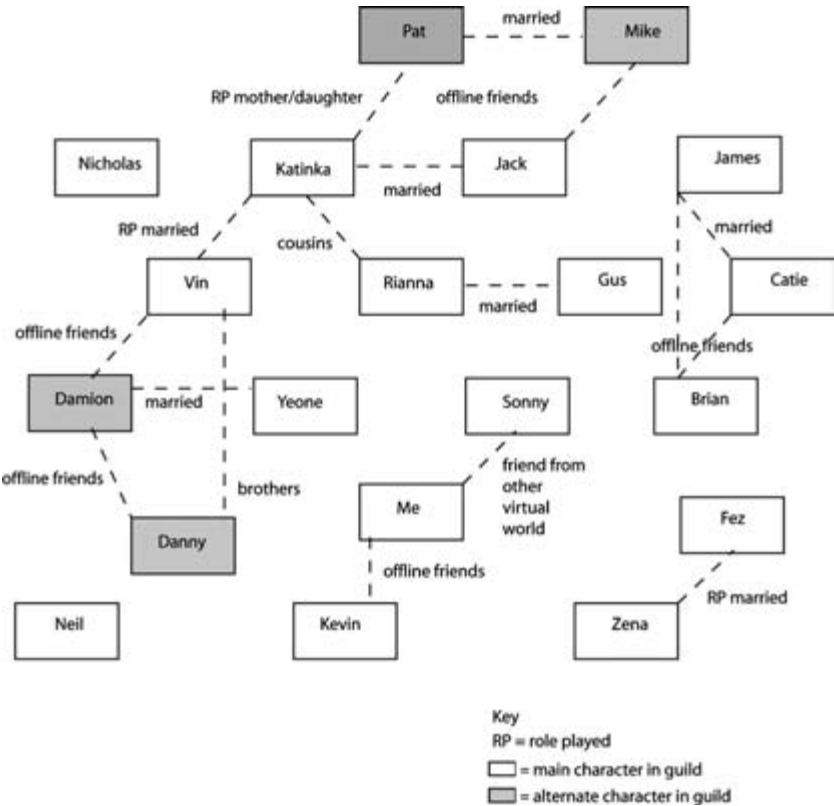 Pat
married
Mike
RP mother/daughter
offline friends
Nicholas
Katinka
married
Jack
James
RP married
cousins
married
Vin
Rianna
married
Gus
Catie
offline friends
offline friends
Damion
married
Yeone
Sonny
Brian
offline friends
brothers
friend from
other
virtual
world
Me
Fez
Danny
offline friends
RP married
Neil
Kevin
Zena
Key
RP = role played
= main character in guild
= alternate character in guild